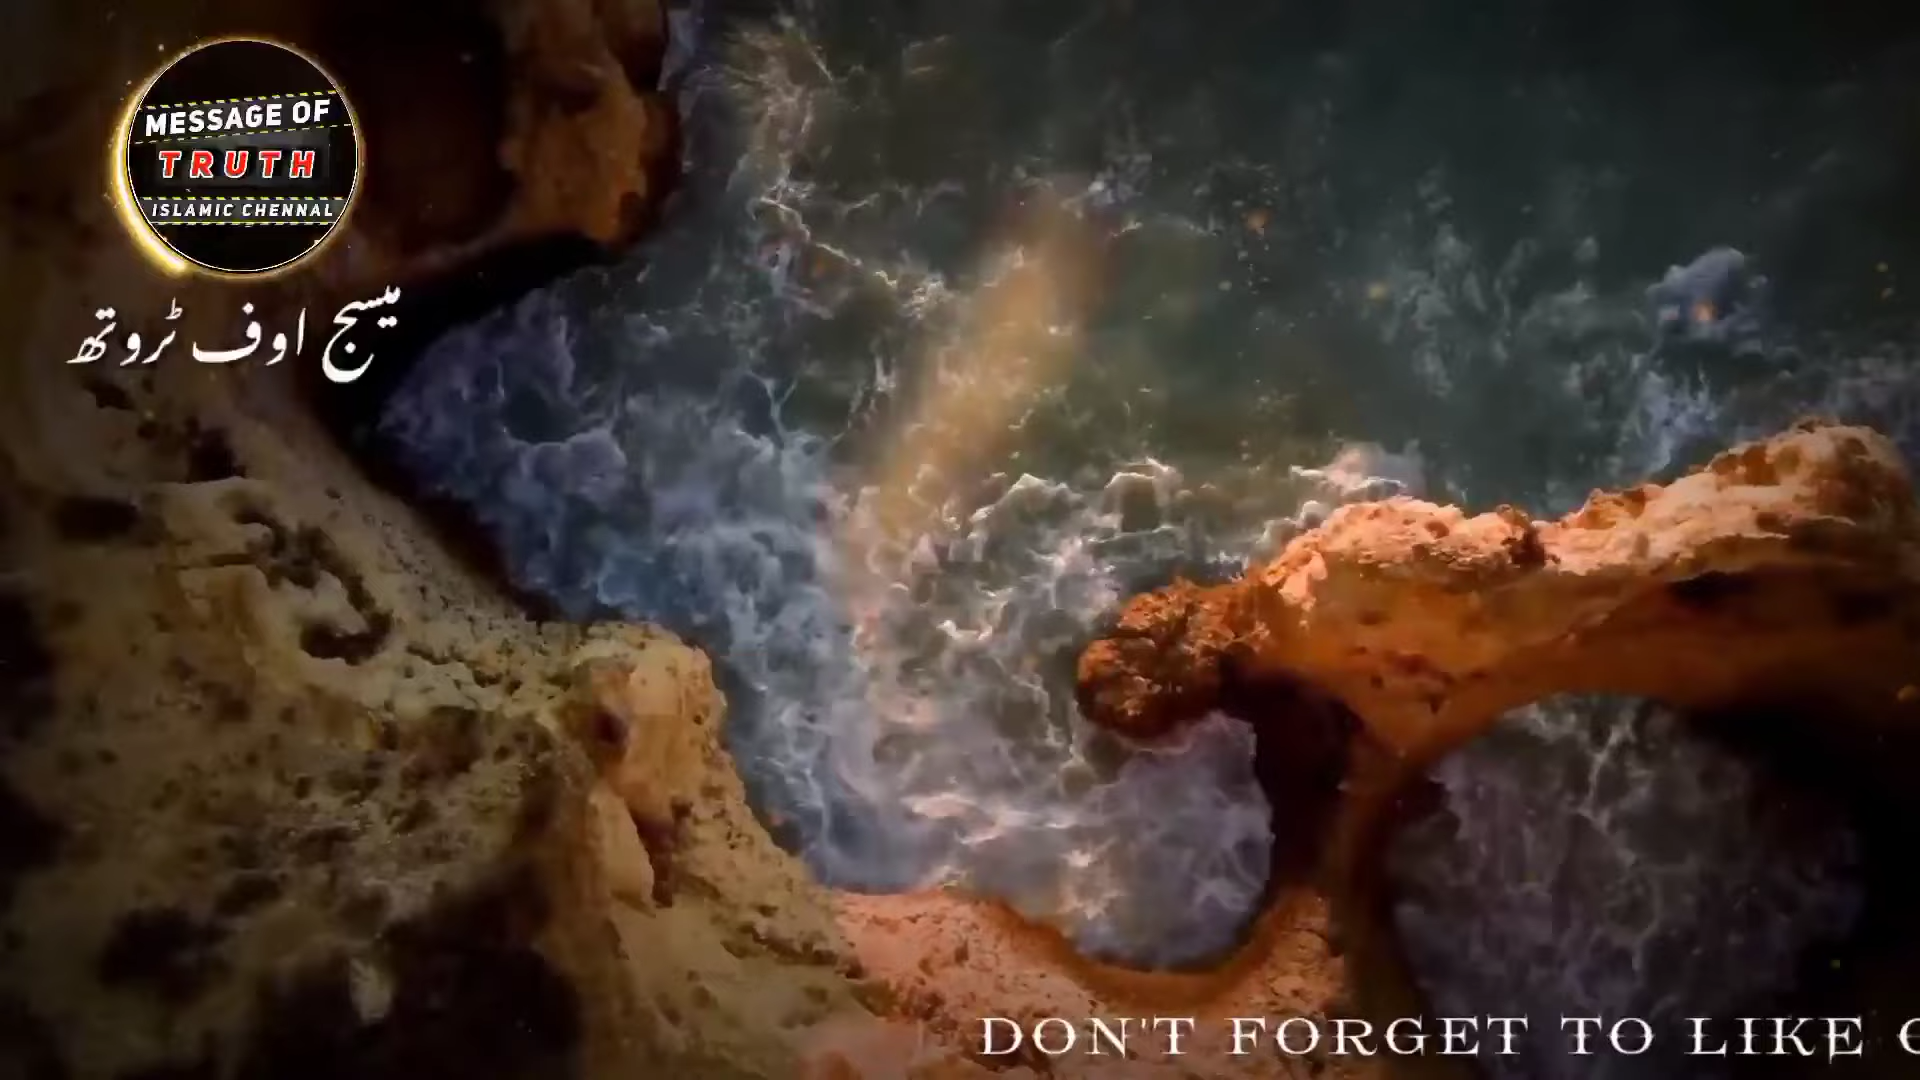 MESSAGE OF
TRUTH
ISLAMIC CHENNAL
میسج اوف ٹروتھ
DON'T FORGET TO LIKE